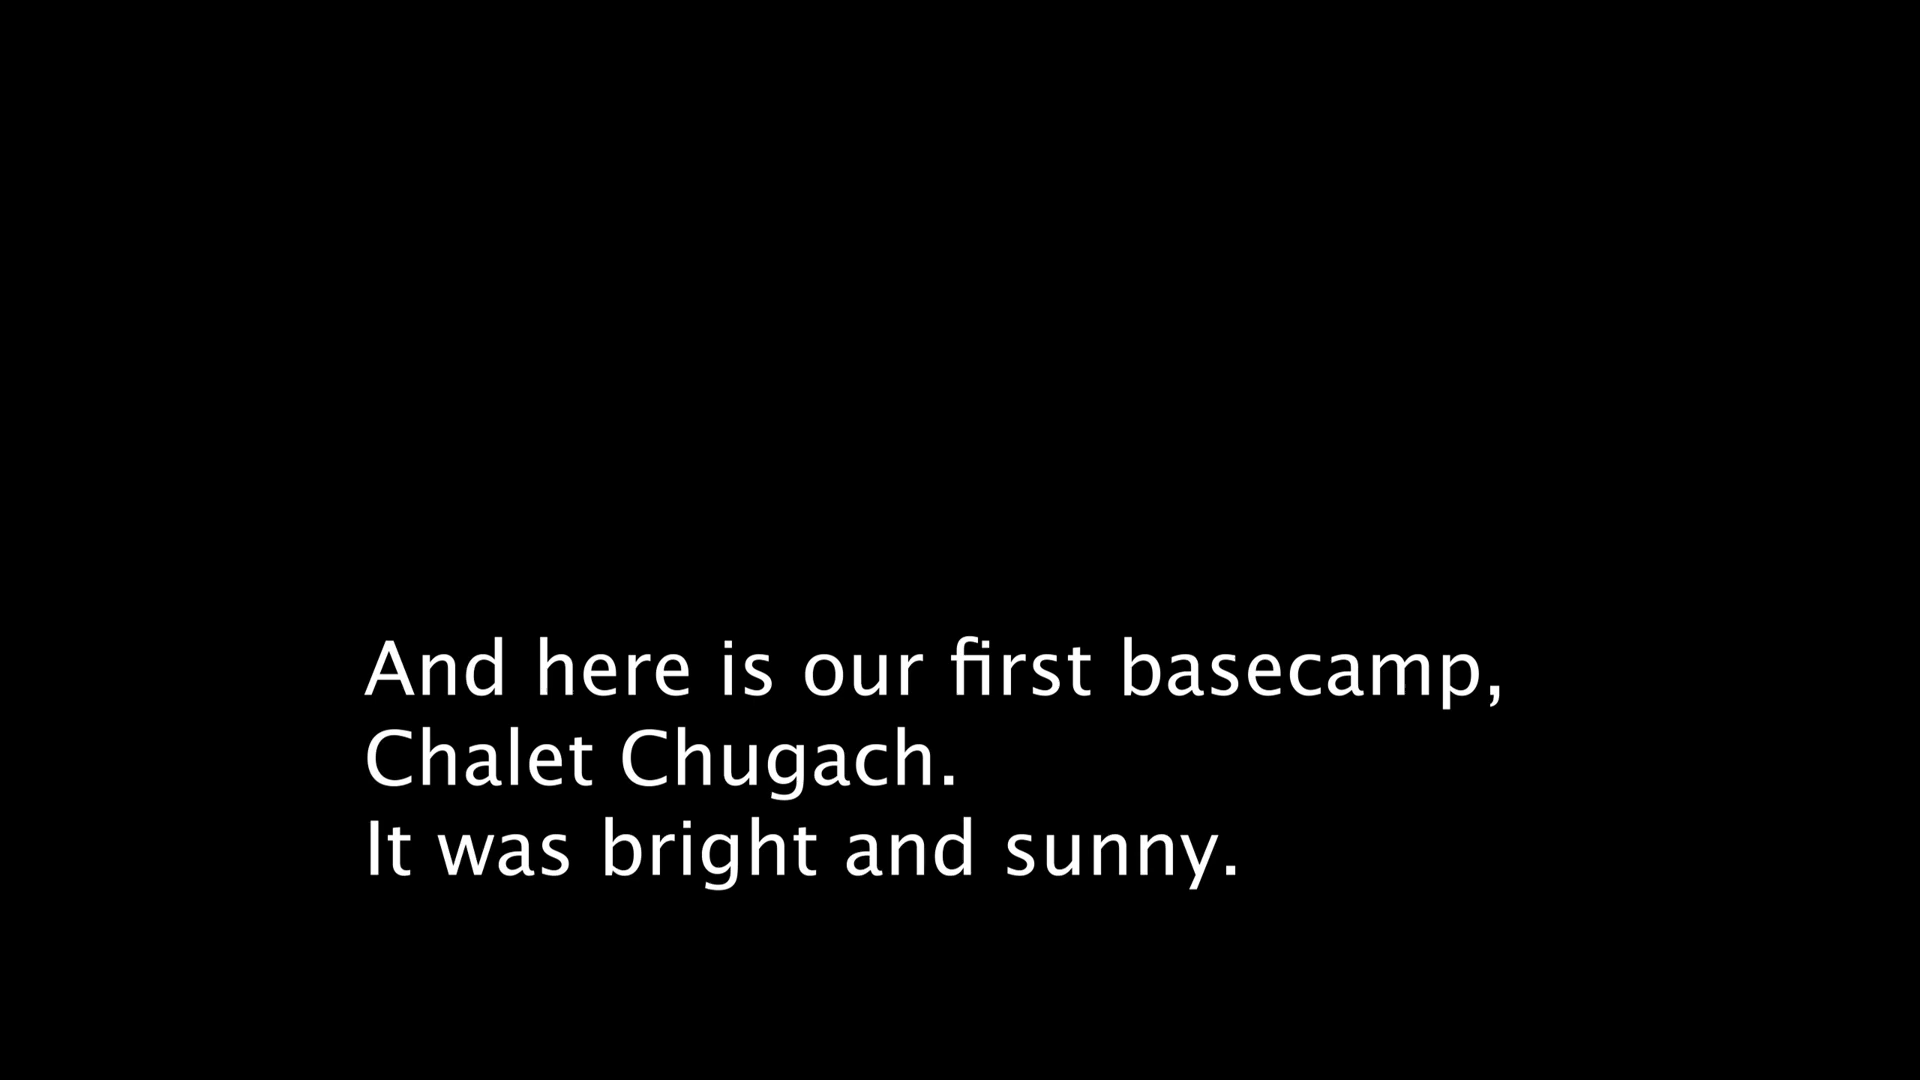 And here is our first basecamp,
Chalet Chugach.
It was bright and sunny.